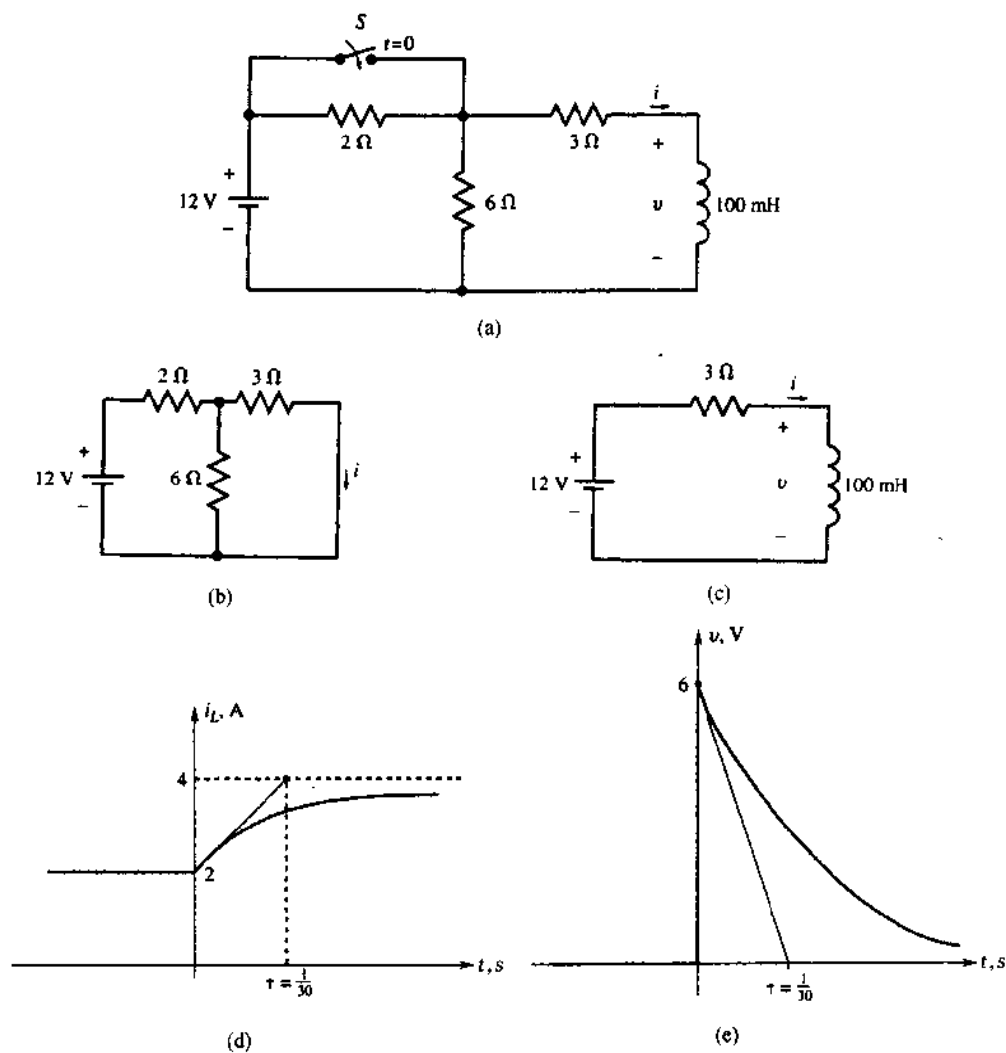 S
t=0
i
2 Ω
3 Ω
+
+
12 V
6 Ω
v
100 mH
−
−
(a)
2 Ω
3 Ω
3 Ω
i
+
+
+
12 V
6 Ω
i
12 V
v
100 mH
−
−
−
(b)
(c)
v, V
6
i_L, A
4
2
t, s
t, s
τ = 1/30
τ = 1/30
(d)
(e)